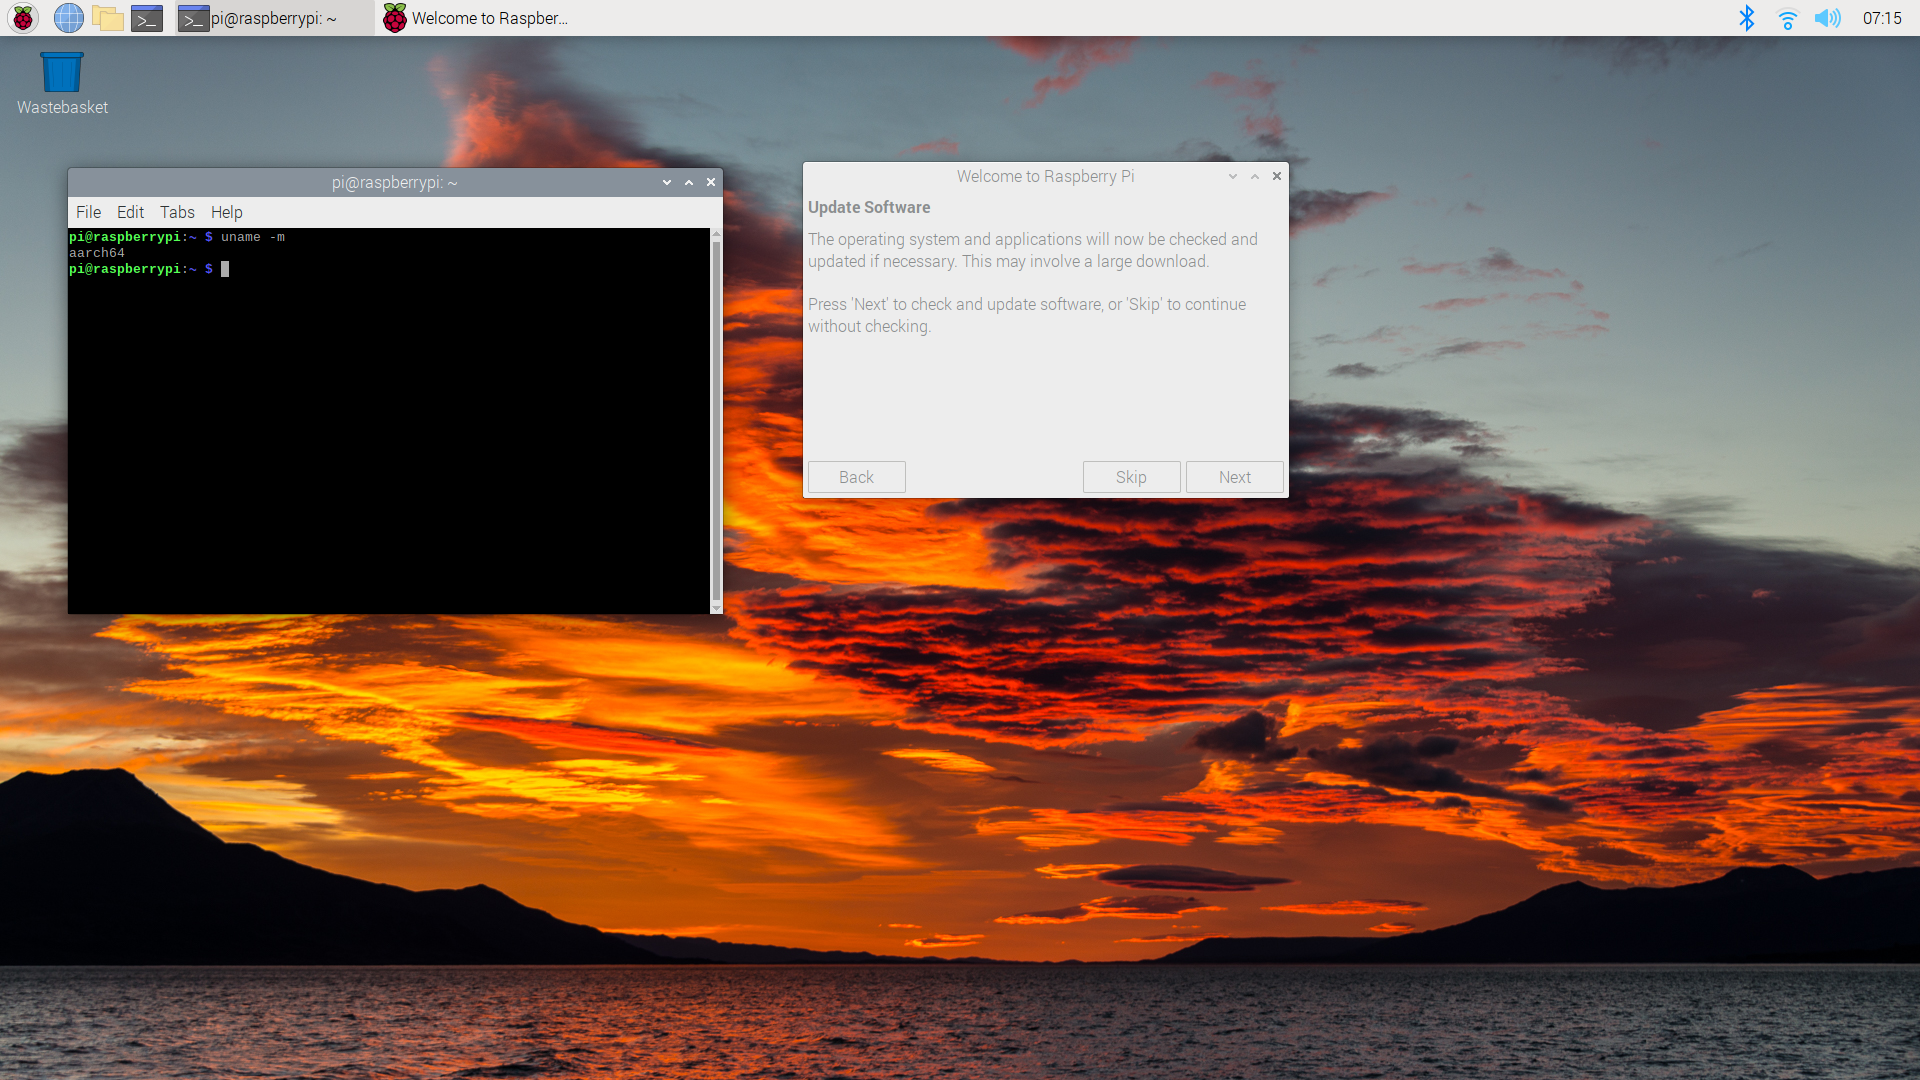 pi@raspberrypi: ~
Welcome to Raspber...
07:15
Wastebasket
pi@raspberrypi: ~
File Edit Tabs Help
pi@raspberrypi:~ $ uname -m
aarch64
pi@raspberrypi:~ $
Welcome to Raspberry Pi
Update Software
The operating system and applications will now be checked and
updated if necessary. This may involve a large download.
Press 'Next' to check and update software, or 'Skip' to continue
without checking.
Back Skip Next